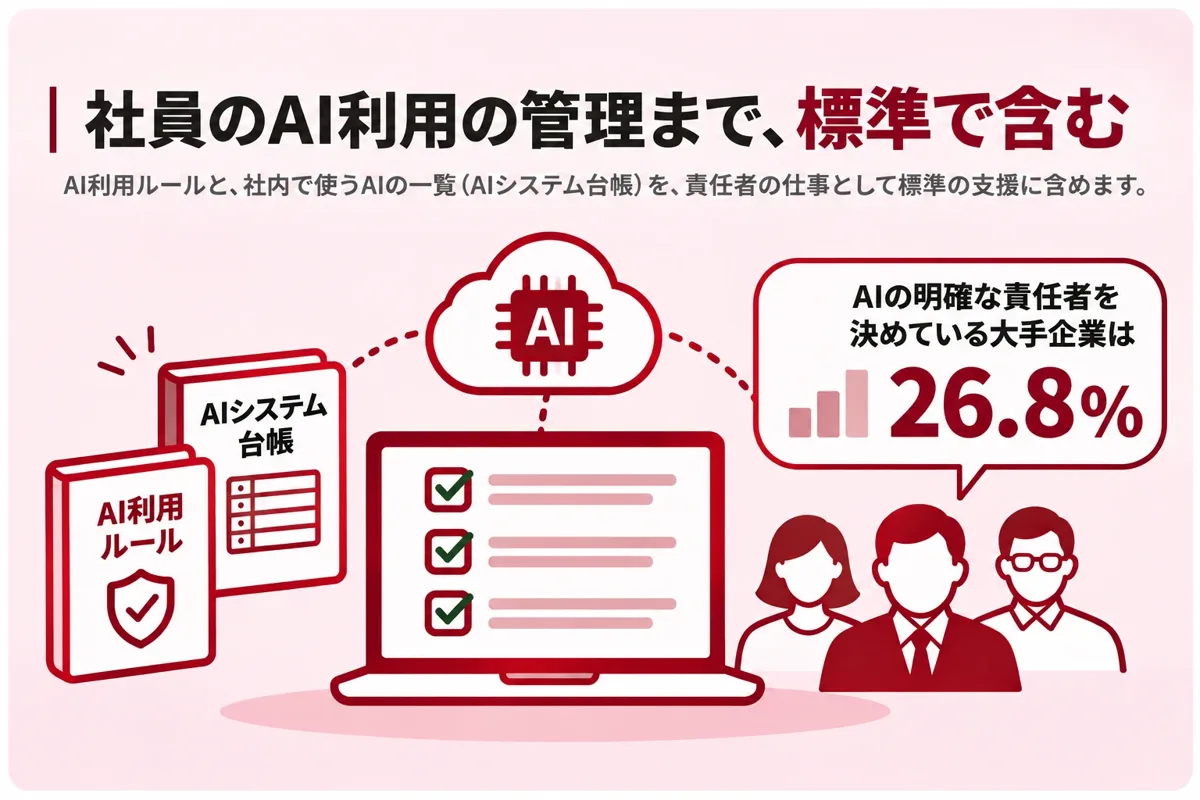 社員のAI利用の管理まで、標準で含む
AI利用ルールと、社内で使うAIの一覧（AIシステム台帳）を、責任者の仕事として標準の支援に含めます。
AI
AIの明確な責任者を
決めている大手企業は
26.8%
AIシステム
台帳
AI利用
ルール